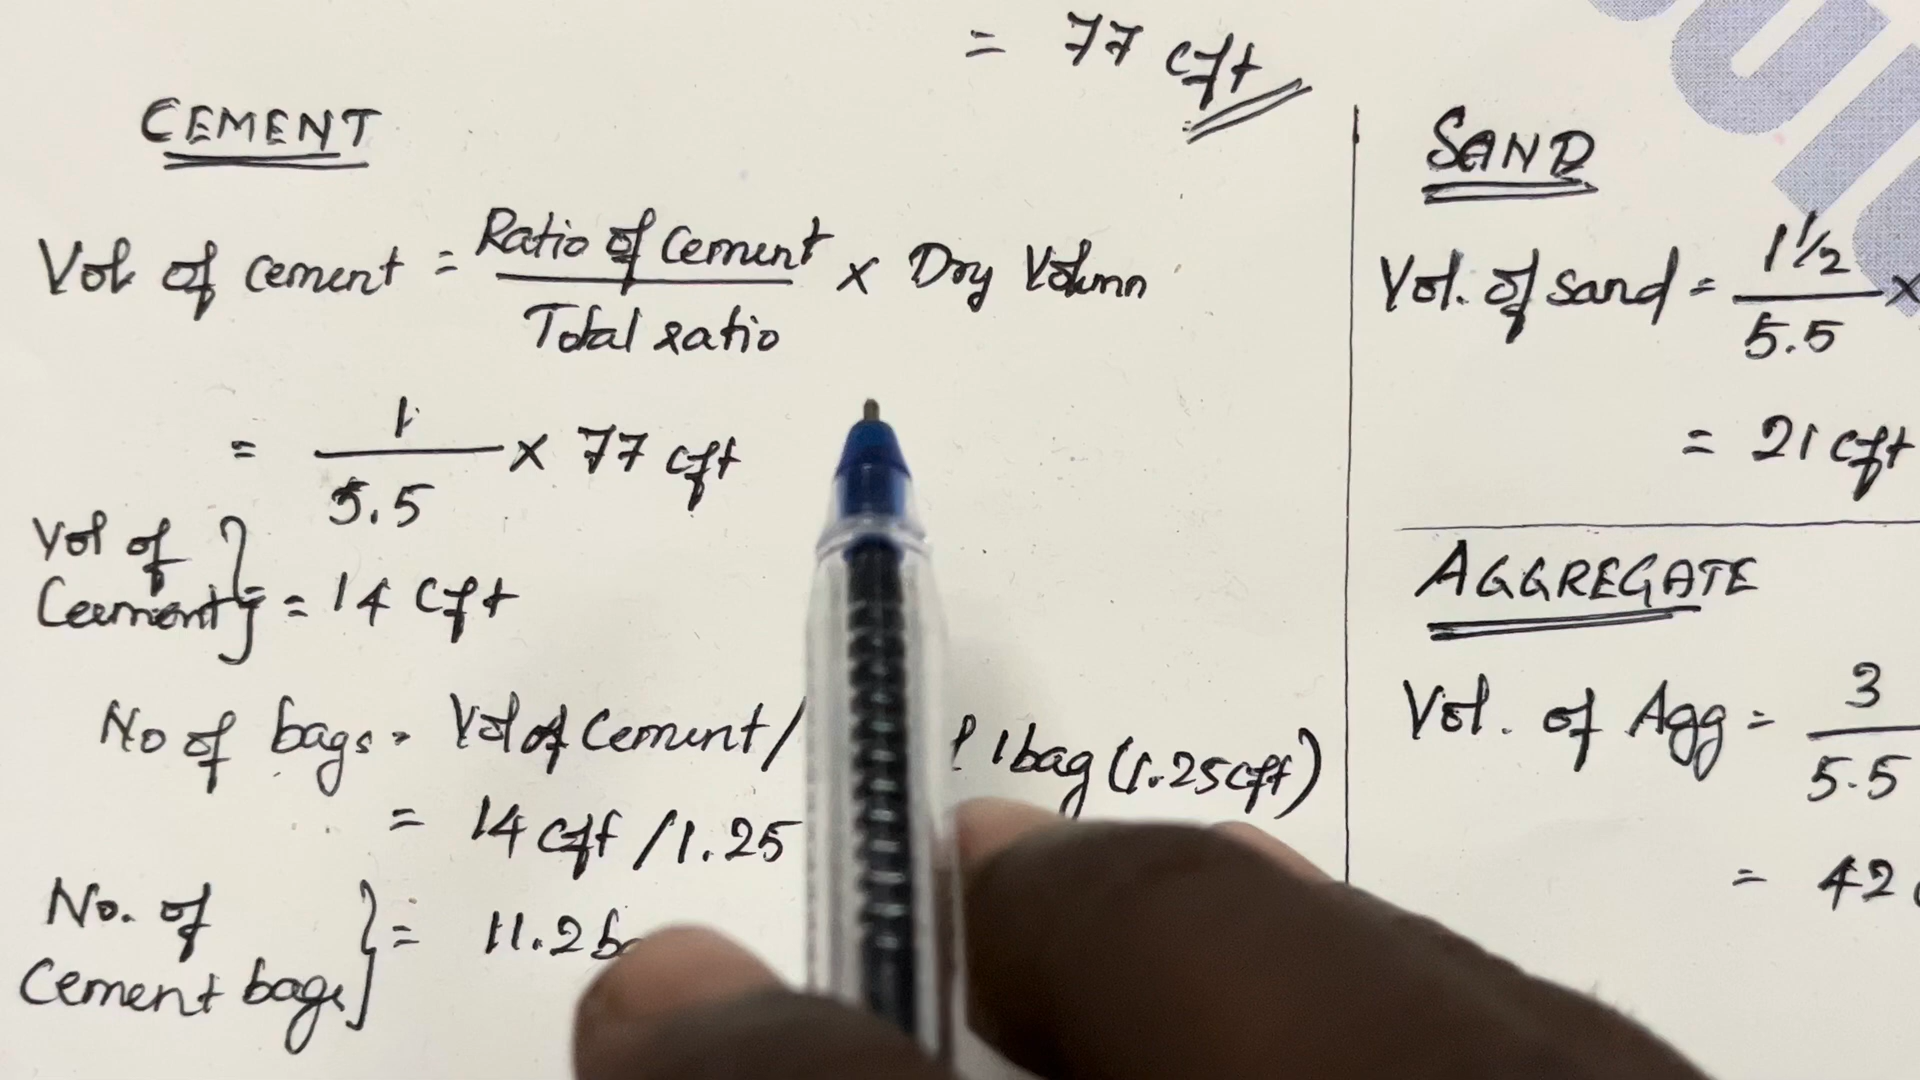 = 77 cft
CEMENT
Vol. of cement = Ratio of Cement / Total ratio × Dry Volumn
= 1 / 5.5 × 77 cft
Vol of Cement } = 14 cft
No of bags = Vol of Cement / 1 bag (1.25 cft)
= 14 cft / 1.25
No. of Cement bags } = 11.2
SAND
Vol. of sand = 1 1/2 / 5.5 ×
= 21 cft
AGGREGATE
Vol. of Agg = 3 / 5.5
= 42